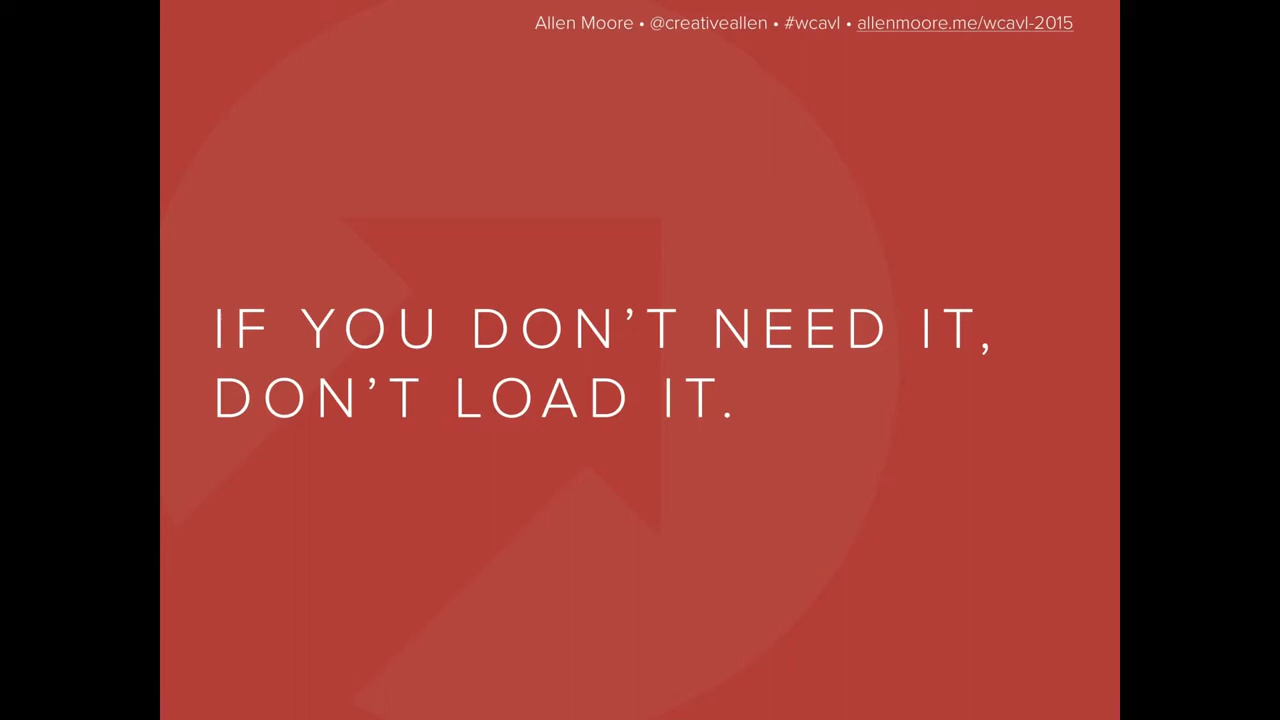 Allen Moore • @creativeallen • #wcavl • allenmoore.me/wcavl-2015
IF YOU DON’T NEED IT,
DON’T LOAD IT.